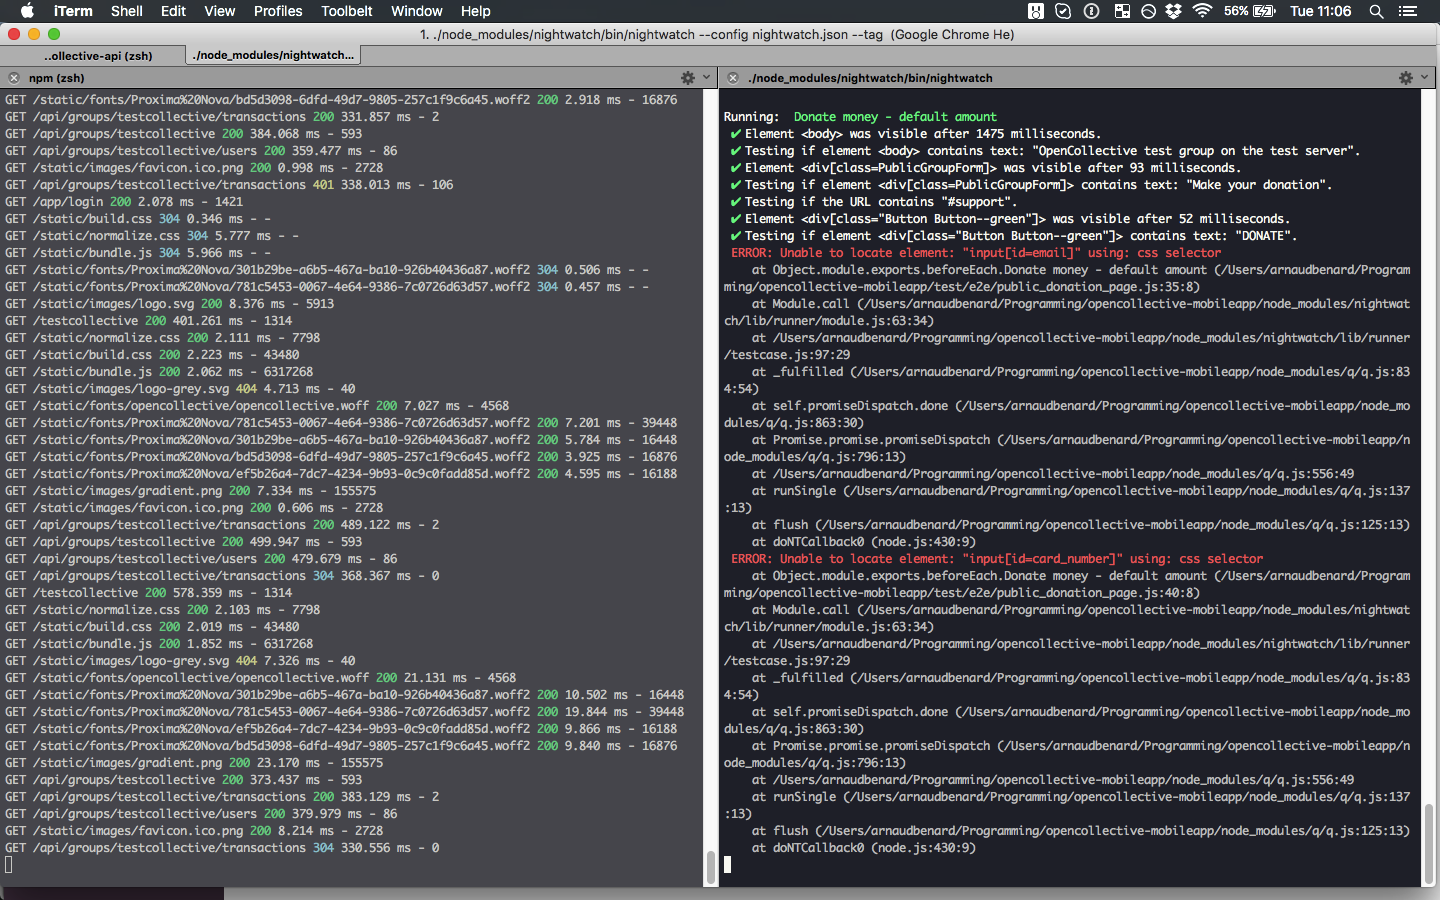 iTerm Shell Edit View Profiles Toolbelt Window Help 56% Tue 11:06
1. ./node_modules/nightwatch/bin/nightwatch --config nightwatch.json --tag (Google Chrome He)
..ollective-api (zsh) ./node_modules/nightwatch...
npm (zsh)
GET /static/fonts/Proxima%20Nova/bd5d3098-6dfd-49d7-9805-257c1f9c6a45.woff2 200 2.918 ms - 16876
GET /api/groups/testcollective/transactions 200 331.857 ms - 2
GET /api/groups/testcollective 200 384.068 ms - 593
GET /api/groups/testcollective/users 200 359.477 ms - 86
GET /static/images/favicon.ico.png 200 0.998 ms - 2728
GET /api/groups/testcollective/transactions 401 338.013 ms - 106
GET /app/login 200 2.078 ms - 1421
GET /static/build.css 304 0.346 ms - -
GET /static/normalize.css 304 5.777 ms - -
GET /static/bundle.js 304 5.966 ms - -
GET /static/fonts/Proxima%20Nova/301b29be-a6b5-467a-ba10-926b40436a87.woff2 304 0.506 ms - -
GET /static/fonts/Proxima%20Nova/781c5453-0067-4e64-9386-7c0726d63d57.woff2 304 0.457 ms - -
GET /static/images/logo.svg 200 8.376 ms - 5913
GET /testcollective 200 401.261 ms - 1314
GET /static/normalize.css 200 2.111 ms - 7798
GET /static/build.css 200 2.223 ms - 43480
GET /static/bundle.js 200 2.062 ms - 6317268
GET /static/images/logo-grey.svg 404 4.713 ms - 40
GET /static/fonts/opencollective/opencollective.woff 200 7.027 ms - 4568
GET /static/fonts/Proxima%20Nova/781c5453-0067-4e64-9386-7c0726d63d57.woff2 200 7.201 ms - 39448
GET /static/fonts/Proxima%20Nova/301b29be-a6b5-467a-ba10-926b40436a87.woff2 200 5.784 ms - 16448
GET /static/fonts/Proxima%20Nova/bd5d3098-6dfd-49d7-9805-257c1f9c6a45.woff2 200 3.925 ms - 16876
GET /static/fonts/Proxima%20Nova/ef5b26a4-7dc7-4234-9b93-0c9c0fadd85d.woff2 200 4.595 ms - 16188
GET /static/images/gradient.png 200 7.334 ms - 155575
GET /static/images/favicon.ico.png 200 0.606 ms - 2728
GET /api/groups/testcollective/transactions 200 489.122 ms - 2
GET /api/groups/testcollective 200 499.947 ms - 593
GET /api/groups/testcollective/users 200 479.679 ms - 86
GET /api/groups/testcollective/transactions 304 368.367 ms - 0
GET /testcollective 200 578.359 ms - 1314
GET /static/normalize.css 200 2.103 ms - 7798
GET /static/build.css 200 2.019 ms - 43480
GET /static/bundle.js 200 1.852 ms - 6317268
GET /static/images/logo-grey.svg 404 7.326 ms - 40
GET /static/fonts/opencollective/opencollective.woff 200 21.131 ms - 4568
GET /static/fonts/Proxima%20Nova/301b29be-a6b5-467a-ba10-926b40436a87.woff2 200 10.502 ms - 16448
GET /static/fonts/Proxima%20Nova/781c5453-0067-4e64-9386-7c0726d63d57.woff2 200 19.844 ms - 39448
GET /static/fonts/Proxima%20Nova/ef5b26a4-7dc7-4234-9b93-0c9c0fadd85d.woff2 200 9.866 ms - 16188
GET /static/fonts/Proxima%20Nova/bd5d3098-6dfd-49d7-9805-257c1f9c6a45.woff2 200 9.840 ms - 16876
GET /static/images/gradient.png 200 23.170 ms - 155575
GET /api/groups/testcollective 200 373.437 ms - 593
GET /api/groups/testcollective/transactions 200 383.129 ms - 2
GET /api/groups/testcollective/users 200 379.979 ms - 86
GET /static/images/favicon.ico.png 200 8.214 ms - 2728
GET /api/groups/testcollective/transactions 304 330.556 ms - 0
./node_modules/nightwatch/bin/nightwatch
Running: Donate money - default amount
✔ Element <body> was visible after 1475 milliseconds.
✔ Testing if element <body> contains text: "OpenCollective test group on the test server".
✔ Element <div[class=PublicGroupForm]> was visible after 93 milliseconds.
✔ Testing if element <div[class=PublicGroupForm]> contains text: "Make your donation".
✔ Testing if the URL contains "#support".
✔ Element <div[class="Button Button--green"]> was visible after 52 milliseconds.
✔ Testing if element <div[class="Button Button--green"]> contains text: "DONATE".
ERROR: Unable to locate element: "input[id=email]" using: css selector
at Object.module.exports.beforeEach.Donate money - default amount (/Users/arnaudbenard/Program
ming/opencollective-mobileapp/test/e2e/public_donation_page.js:35:8)
at Module.call (/Users/arnaudbenard/Programming/opencollective-mobileapp/node_modules/nightwat
ch/lib/runner/module.js:63:34)
at /Users/arnaudbenard/Programming/opencollective-mobileapp/node_modules/nightwatch/lib/runner
/testcase.js:97:29
at _fulfilled (/Users/arnaudbenard/Programming/opencollective-mobileapp/node_modules/q/q.js:83
4:54)
at self.promiseDispatch.done (/Users/arnaudbenard/Programming/opencollective-mobileapp/node_mo
dules/q/q.js:863:30)
at Promise.promise.promiseDispatch (/Users/arnaudbenard/Programming/opencollective-mobileapp/n
ode_modules/q/q.js:796:13)
at /Users/arnaudbenard/Programming/opencollective-mobileapp/node_modules/q/q.js:556:49
at runSingle (/Users/arnaudbenard/Programming/opencollective-mobileapp/node_modules/q/q.js:137
:13)
at flush (/Users/arnaudbenard/Programming/opencollective-mobileapp/node_modules/q/q.js:125:13)
at doNTCallback0 (node.js:430:9)
ERROR: Unable to locate element: "input[id=card_number]" using: css selector
at Object.module.exports.beforeEach.Donate money - default amount (/Users/arnaudbenard/Program
ming/opencollective-mobileapp/test/e2e/public_donation_page.js:40:8)
at Module.call (/Users/arnaudbenard/Programming/opencollective-mobileapp/node_modules/nightwat
ch/lib/runner/module.js:63:34)
at /Users/arnaudbenard/Programming/opencollective-mobileapp/node_modules/nightwatch/lib/runner
/testcase.js:97:29
at _fulfilled (/Users/arnaudbenard/Programming/opencollective-mobileapp/node_modules/q/q.js:83
4:54)
at self.promiseDispatch.done (/Users/arnaudbenard/Programming/opencollective-mobileapp/node_mo
dules/q/q.js:863:30)
at Promise.promise.promiseDispatch (/Users/arnaudbenard/Programming/opencollective-mobileapp/n
ode_modules/q/q.js:796:13)
at /Users/arnaudbenard/Programming/opencollective-mobileapp/node_modules/q/q.js:556:49
at runSingle (/Users/arnaudbenard/Programming/opencollective-mobileapp/node_modules/q/q.js:137
:13)
at flush (/Users/arnaudbenard/Programming/opencollective-mobileapp/node_modules/q/q.js:125:13)
at doNTCallback0 (node.js:430:9)